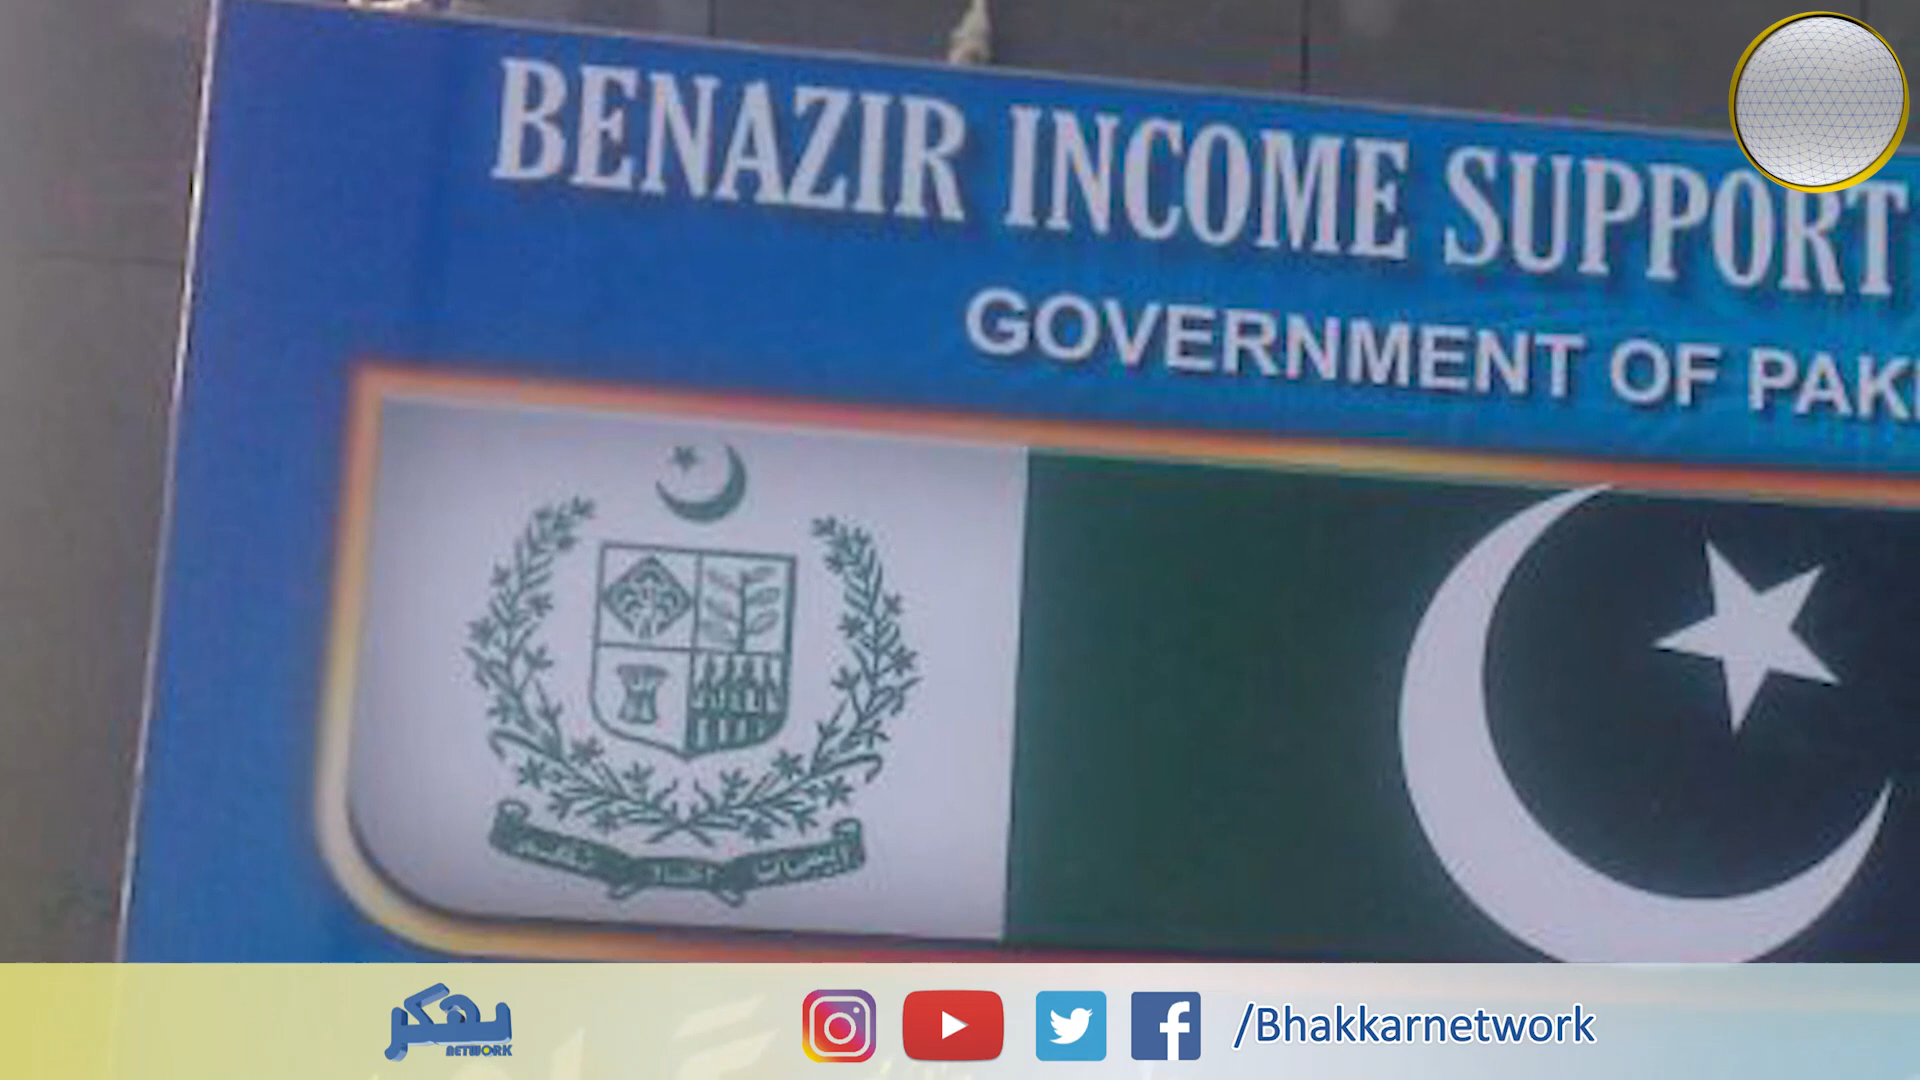 BENAZIR INCOME SUPPORT
GOVERNMENT OF PAK
بھکر
NETWORK
/Bhakkarnetwork